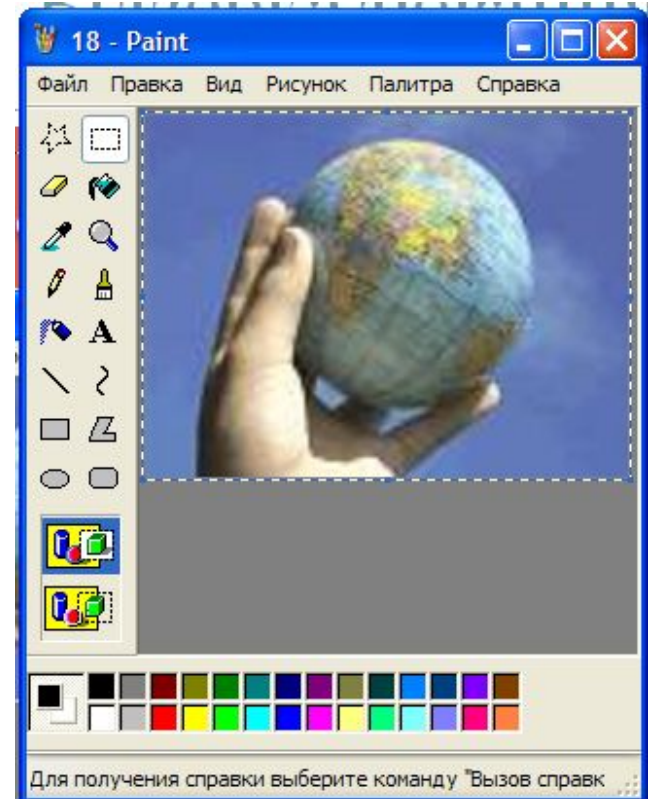 18 - Paint
Файл Правка Вид Рисунок Палитра Справка
A
Для получения справки выберите команду "Вызов справк